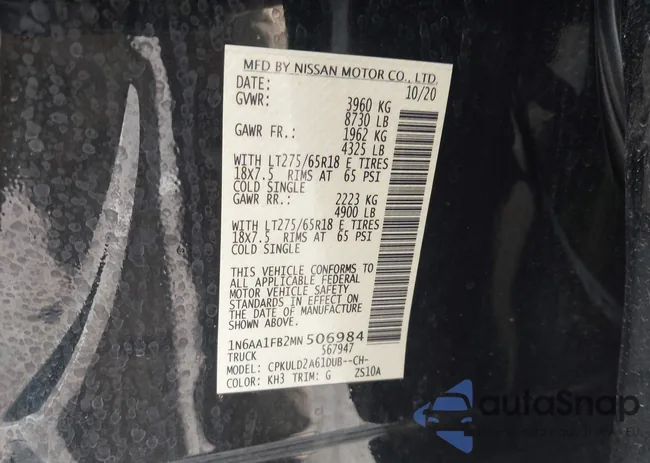 MFD BY NISSAN MOTOR CO., LTD.
DATE: 10/20
GVWR: 3960 KG
8730 LB
GAWR FR.: 1962 KG
4325 LB
WITH LT275/65R18 E TIRES
18X7.5 RIMS AT 65 PSI
COLD SINGLE
GAWR RR.: 2223 KG
4900 LB
WITH LT275/65R18 E TIRES
18X7.5 RIMS AT 65 PSI
COLD SINGLE
THIS VEHICLE CONFORMS TO
ALL APPLICABLE FEDERAL
MOTOR VEHICLE SAFETY
STANDARDS IN EFFECT ON
THE DATE OF MANUFACTURE
SHOWN ABOVE.
1N6AA1FB2MN506984
TRUCK 567947
MODEL: CPKULD2A61DUB--CH-
COLOR: KH3 TRIM: G ZS10A
autoSnap